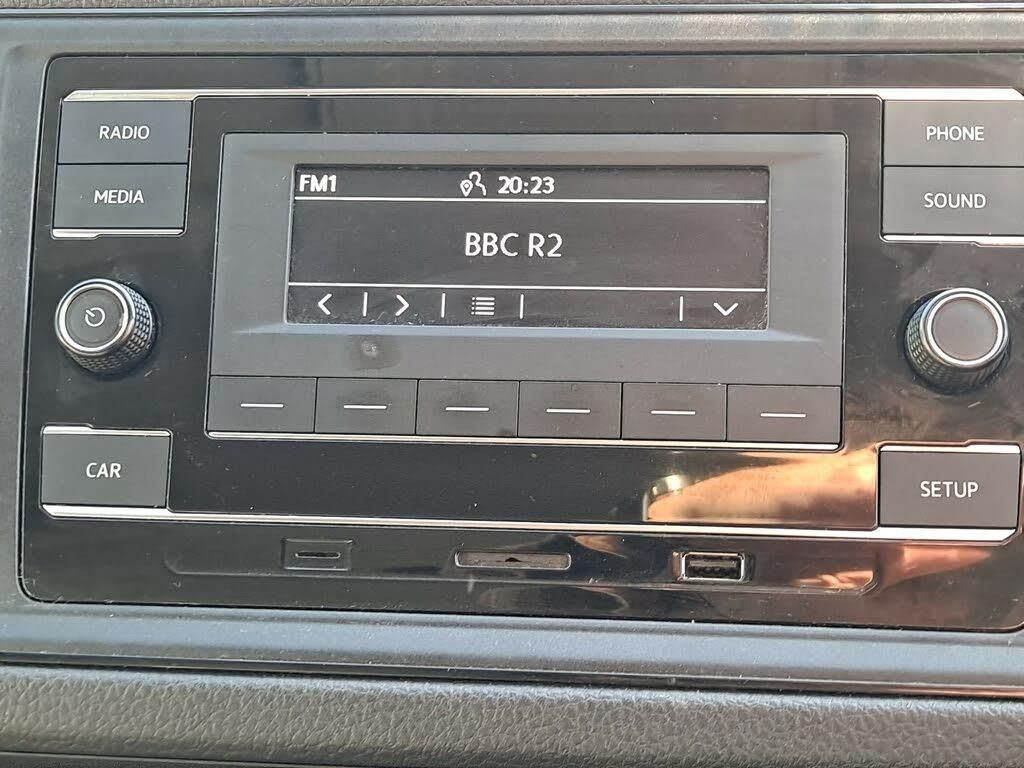 RADIO
MEDIA
FM1 20:23
BBC R2
PHONE
SOUND
CAR
SETUP